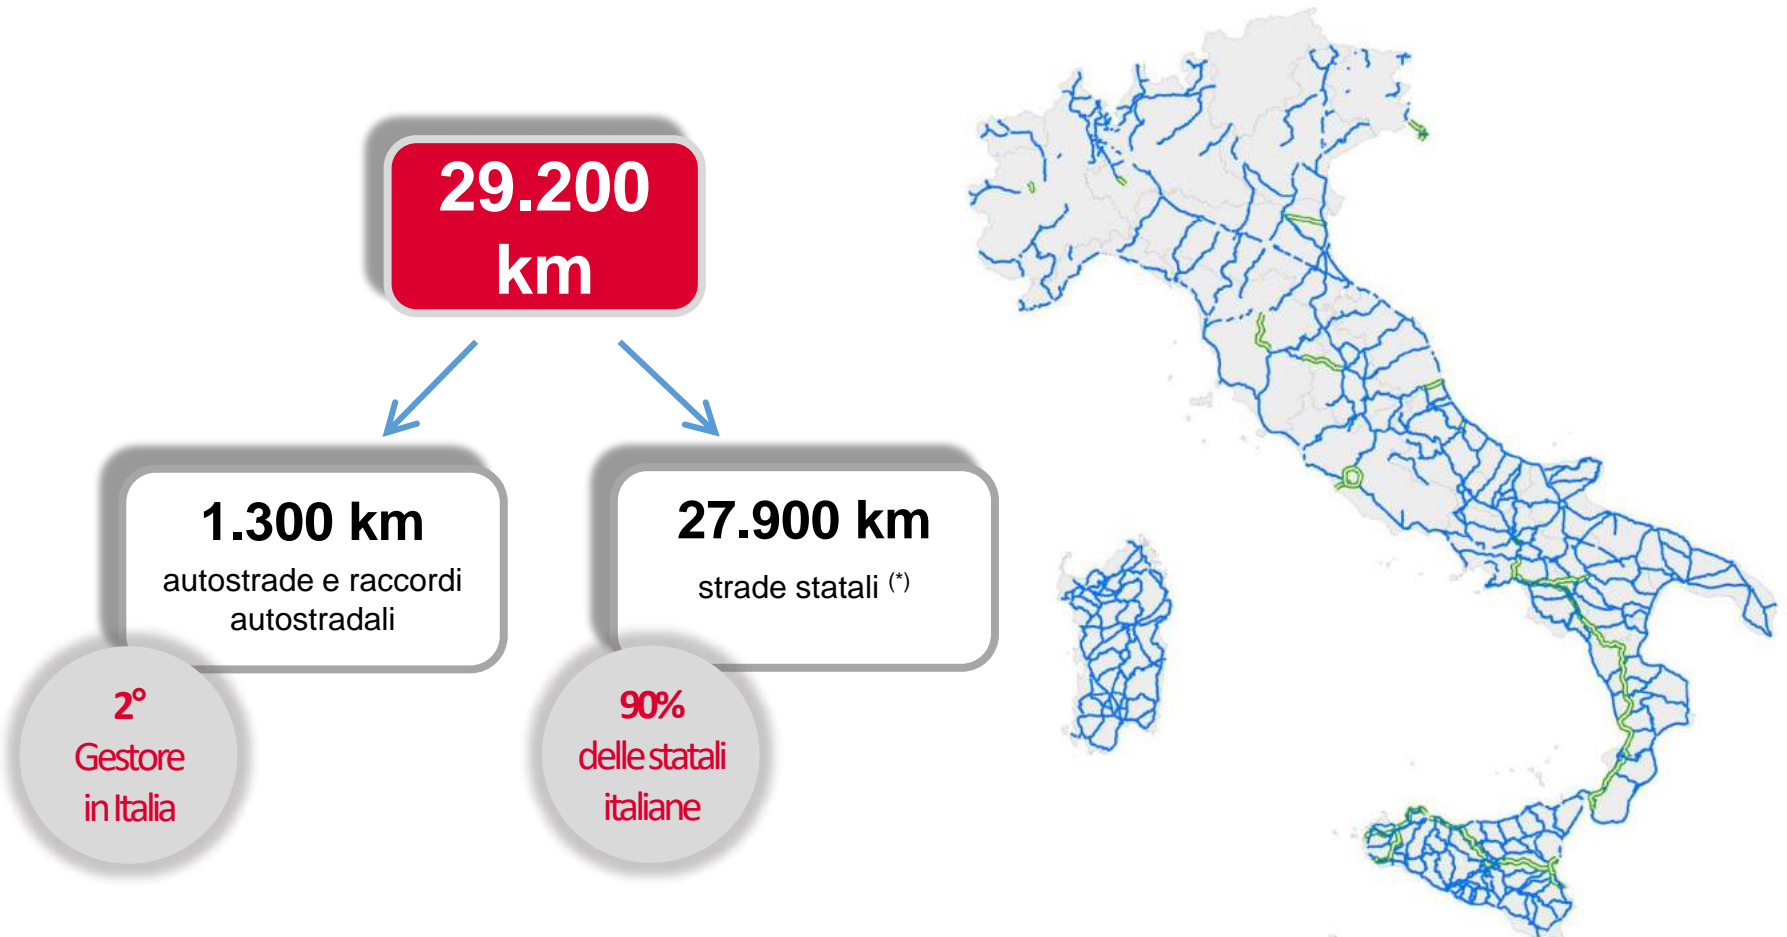 29.200
km
1.300 km
autostrade e raccordi
autostradali
2°
Gestore
in Italia
27.900 km
strade statali (*)
90%
delle statali
italiane